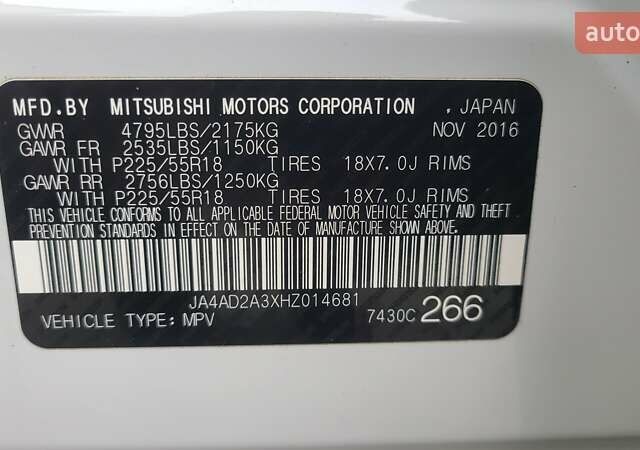 auto
MFD.BY MITSUBISHI MOTORS CORPORATION , JAPAN
GVWR 4795LBS/2175KG NOV 2016
GAWR FR 2535LBS/1150KG
WITH P225/55R18 TIRES 18X7.0J RIMS
GAWR RR 2756LBS/1250KG
WITH P225/55R18 TIRES 18X7.0J RIMS
THIS VEHICLE CONFORMS TO ALL APPLICABLE FEDERAL MOTOR VEHICLE SAFETY AND THEFT
PREVENTION STANDARDS IN EFFECT ON THE DATE OF MANUFACTURE SHOWN ABOVE.
JA4AD2A3XHZ014681
VEHICLE TYPE: MPV 7430C 266